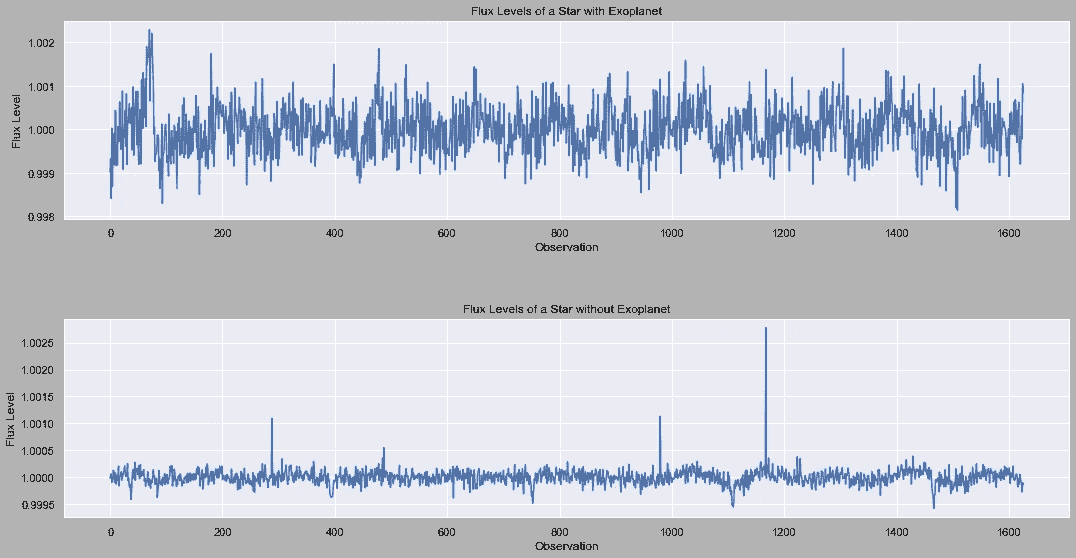 Flux Levels of a Star with Exoplanet
1.002
1.001
1.000
0.999
0.998
Flux Level
0 200 400 600 800 1000 1200 1400 1600
Observation
Flux Levels of a Star without Exoplanet
1.0025
1.0020
1.0015
1.0010
1.0005
1.0000
0.9995
Flux Level
0 200 400 600 800 1000 1200 1400 1600
Observation